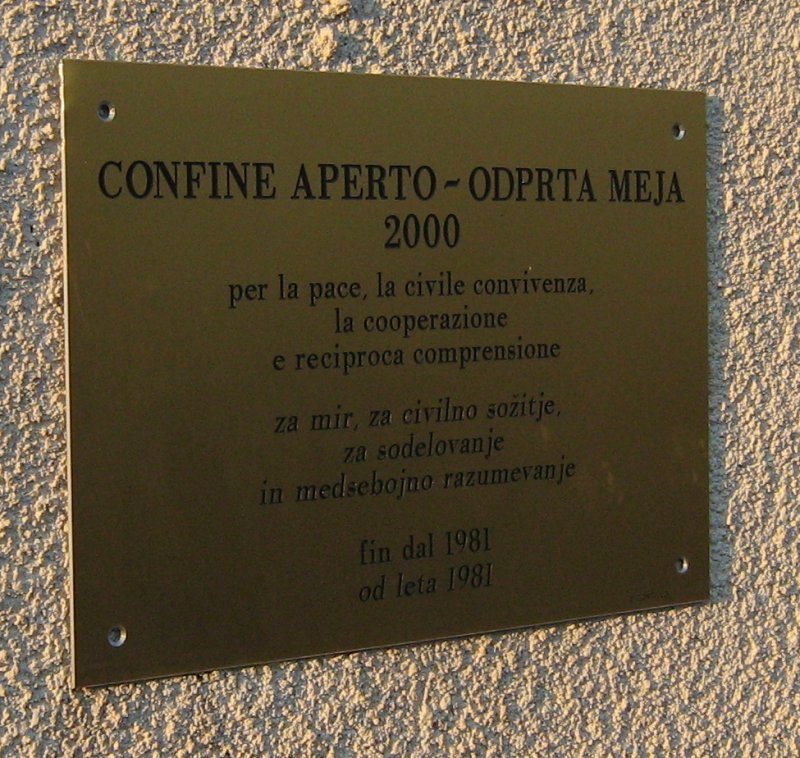 CONFINE APERTO - ODPRTA MEJA
2000
per la pace, la civile convivenza,
la cooperazione
e reciproca comprensione
za mir, za civilno sožitje,
za sodelovanje
in medsebojno razumevanje
fin dal 1981
od leta 1981